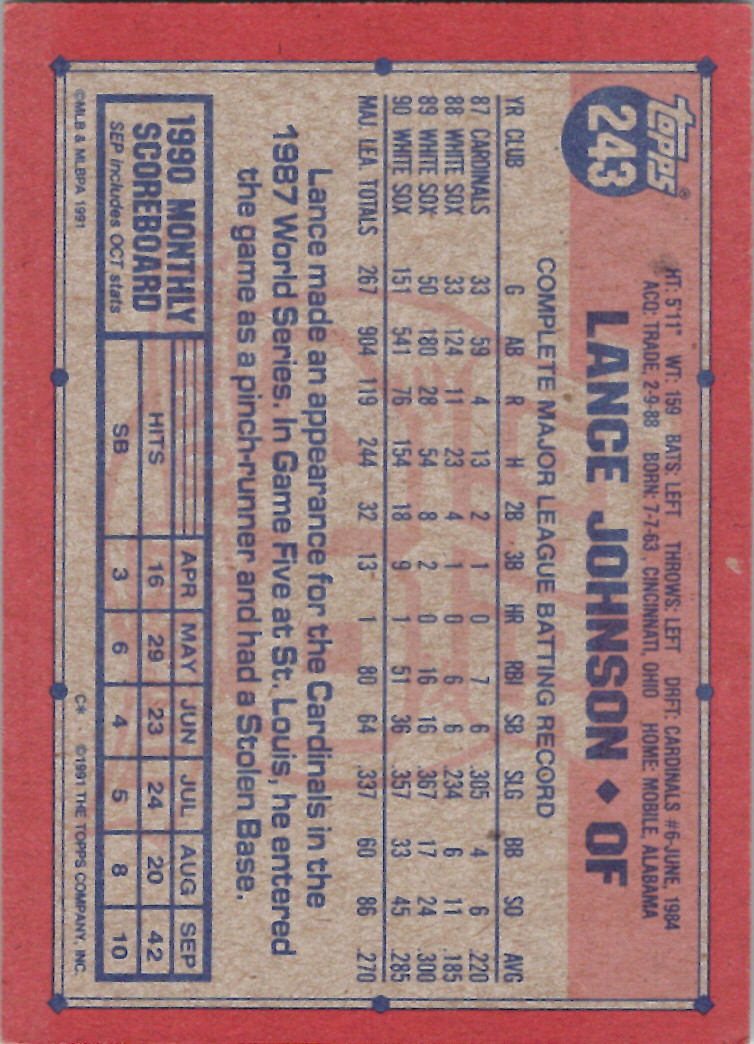 topps®
243
HT: 5'11" WT: 159 BATS: LEFT THROWS: LEFT DRFT: CARDINALS #6-JUNE, 1984
ACQ: TRADE, 2-9-88 BORN: 7-7-63, CINCINNATI, OHIO HOME: MOBILE, ALABAMA
LANCE JOHNSON ♦ OF
COMPLETE MAJOR LEAGUE BATTING RECORD
YR CLUB G AB R H 2B 3B HR RBI SB SLG BB SO AVG
87 CARDINALS 33 59 4 13 2 1 0 7 6 .305 4 6 .220
88 WHITE SOX 33 124 11 23 4 1 0 6 6 .234 6 11 .185
89 WHITE SOX 50 180 28 54 8 2 0 16 16 .367 17 24 .300
90 WHITE SOX 151 541 76 154 18 9 1 51 36 .357 33 45 .285
MAJ. LEA. TOTALS 267 904 119 244 32 13 1 80 64 .337 60 86 .270
Lance made an appearance for the Cardinals in the
1987 World Series. In Game Five at St. Louis, he entered
the game as a pinch-runner and had a Stolen Base.
1990 MONTHLY
SCOREBOARD
SEP includes OCT stats
APR MAY JUN JUL AUG SEP
HITS 16 29 23 24 20 42
SB 3 6 4 5 8 10
©MLB & MLBPA 1991
C* ©1991 THE TOPPS COMPANY, INC.